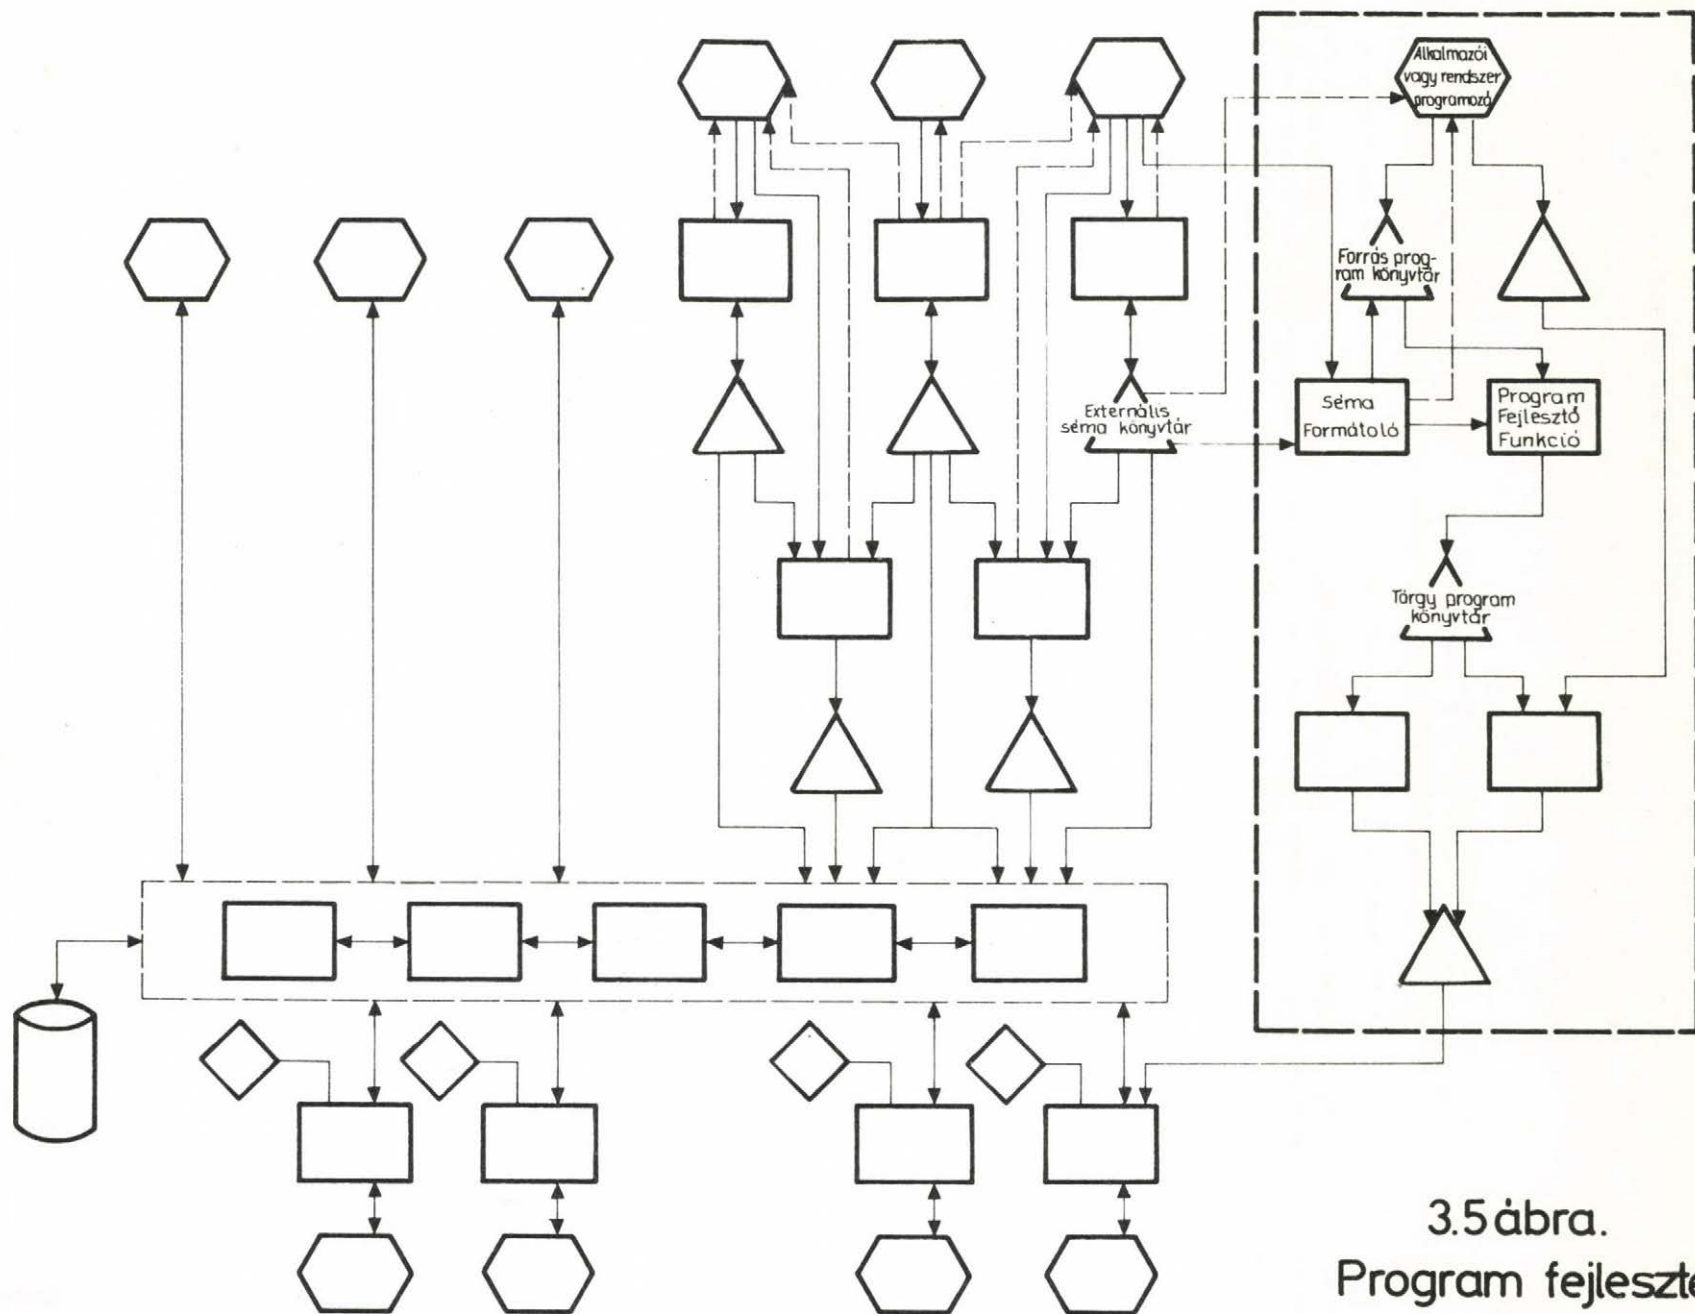 Alkalmazói
vagy rendszer
programozó
Forrás prog-
ram könyvtár
Externális
séma könyvtár
Séma
Formátoló
Program
Fejlesztő
Funkció
Tárgy program
könyvtár
3.5 ábra.
Program fejleszté